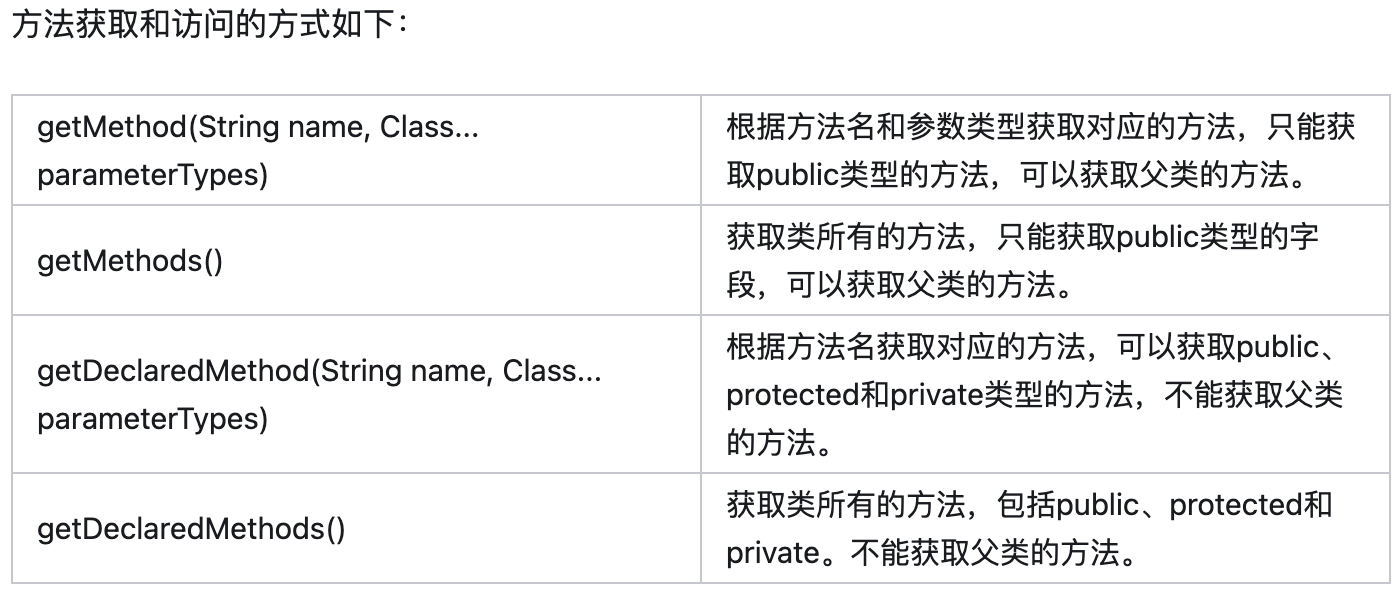 方法获取和访问的方式如下：
getMethod(String name, Class...
parameterTypes)
根据方法名和参数类型获取对应的方法，只能获
取public类型的方法，可以获取父类的方法。
getMethods()
获取类所有的方法，只能获取public类型的字
段，可以获取父类的方法。
getDeclaredMethod(String name, Class...
parameterTypes)
根据方法名获取对应的方法，可以获取public、
protected和private类型的方法，不能获取父类
的方法。
getDeclaredMethods()
获取类所有的方法，包括public、protected和
private。不能获取父类的方法。